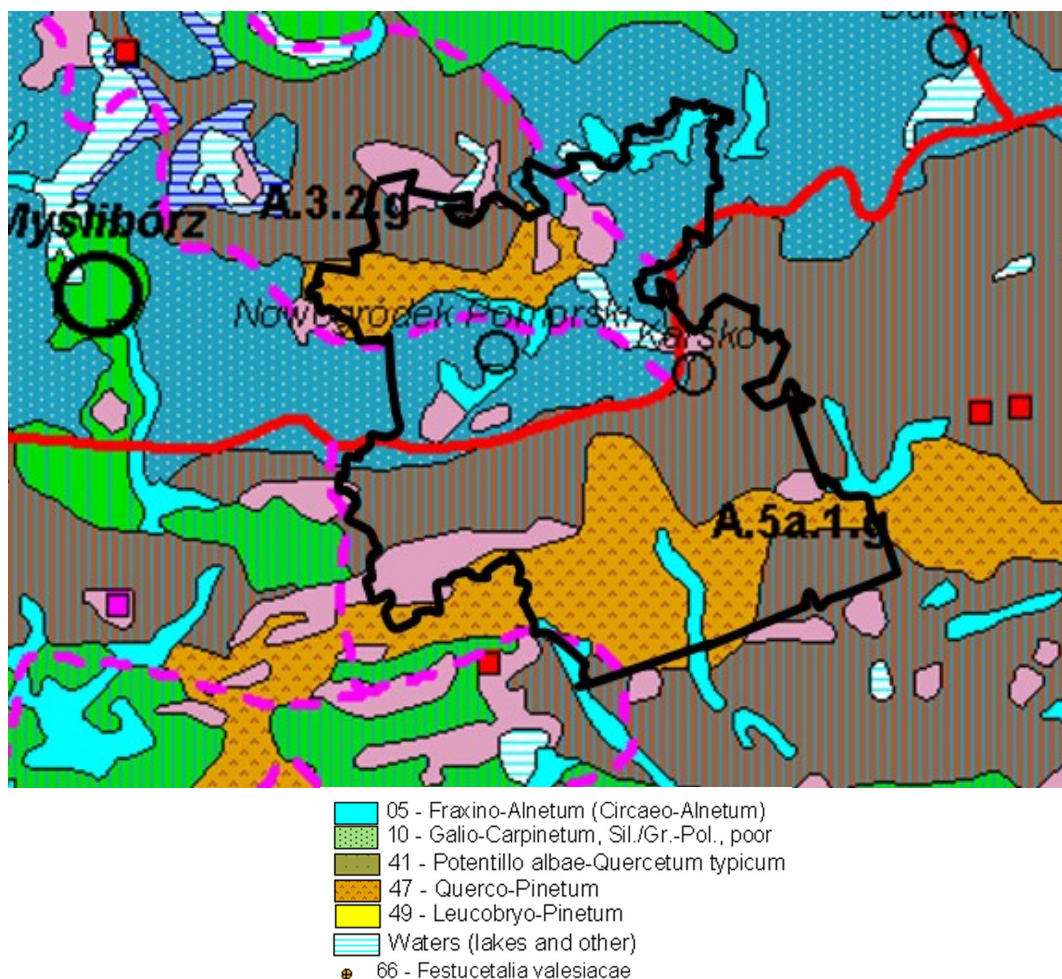 A.3.2.g
Myślibórz
Nowogródek Pomorski
Karsko
A.5a.1.g
05 - Fraxino-Alnetum (Circaeo-Alnetum)
10 - Galio-Carpinetum, Sil./Gr.-Pol., poor
41 - Potentillo albae-Quercetum typicum
47 - Querco-Pinetum
49 - Leucobryo-Pinetum
Waters (lakes and other)
66 - Festucetalia valesiacae